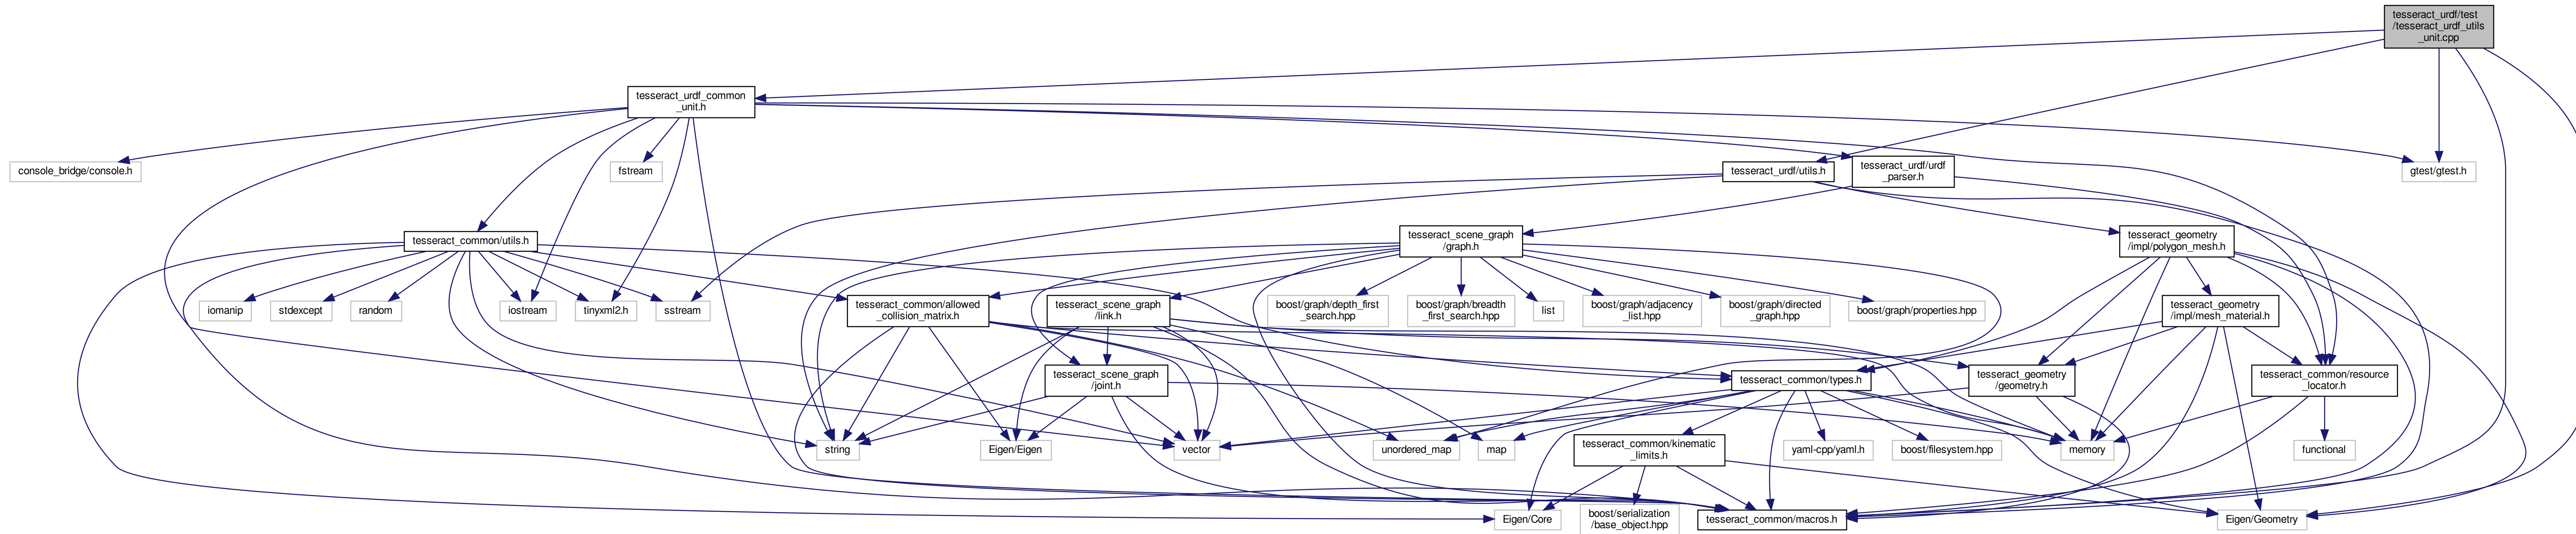 tesseract_urdf/test
/tesseract_urdf_utils
_unit.cpp
tesseract_urdf_common
_unit.h
console_bridge/console.h
fstream
tesseract_urdf/utils.h
tesseract_urdf/urdf
_parser.h
gtest/gtest.h
tesseract_common/utils.h
tesseract_scene_graph
/graph.h
tesseract_geometry
/impl/polygon_mesh.h
iomanip
stdexcept
random
iostream
tinyxml2.h
sstream
tesseract_common/allowed
_collision_matrix.h
tesseract_scene_graph
/link.h
boost/graph/depth_first
_search.hpp
boost/graph/breadth
_first_search.hpp
list
boost/graph/adjacency
_list.hpp
boost/graph/directed
_graph.hpp
boost/graph/properties.hpp
tesseract_geometry
/impl/mesh_material.h
tesseract_scene_graph
/joint.h
tesseract_common/types.h
tesseract_geometry
/geometry.h
tesseract_common/resource
_locator.h
string
Eigen/Eigen
vector
unordered_map
map
tesseract_common/kinematic
_limits.h
yaml-cpp/yaml.h
boost/filesystem.hpp
memory
functional
Eigen/Core
boost/serialization
/base_object.hpp
tesseract_common/macros.h
Eigen/Geometry